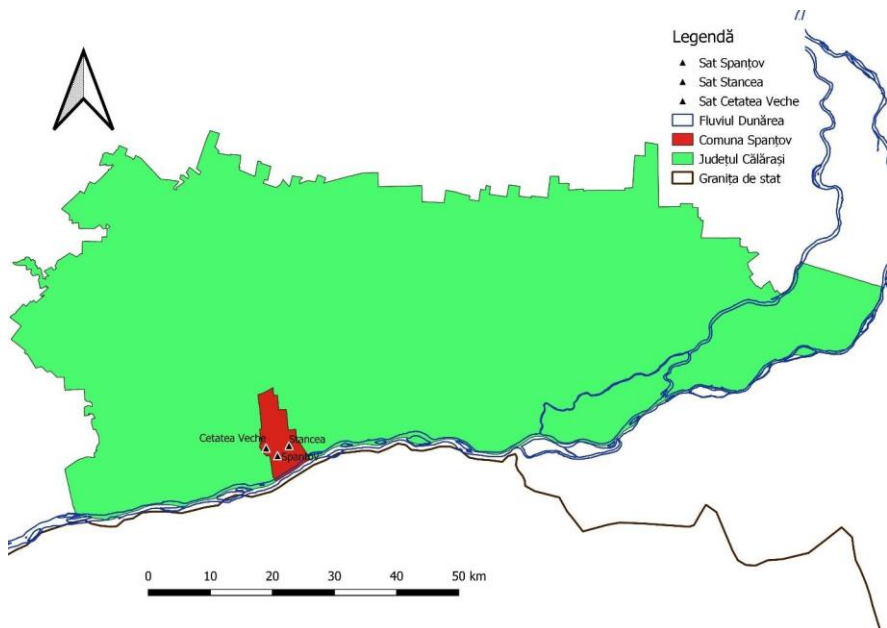 Legendă
Sat Spanțov
Sat Stancea
Sat Cetatea Veche
Fluviul Dunărea
Comuna Spanțov
Județul Călărași
Granița de stat
Cetatea Veche
Stancea
Spanțov
0 10 20 30 40 50 km